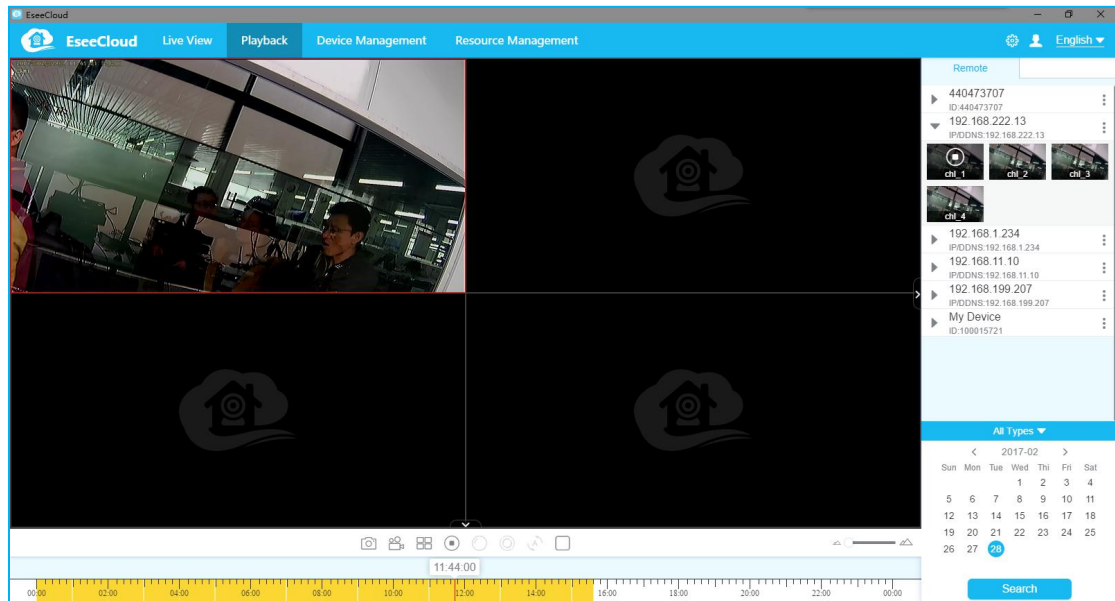 EseeCloud
EseeCloud Live View Playback Device Management Resource Management English
Remote
440473707
ID:440473707
192.168.222.13
IP/DDNS:192.168.222.13
chl_1 chl_2 chl_3
chl_4
192.168.1.234
IP/DDNS:192.168.1.234
192.168.11.10
IP/DDNS:192.168.11.10
192.168.199.207
IP/DDNS:192.168.199.207
My Device
ID:100015721
All Types
< 2017-02 >
Sun Mon Tue Wed Thi Fri Sat
1 2 3 4
5 6 7 8 9 10 11
12 13 14 15 16 17 18
19 20 21 22 23 24 25
26 27 28
Search
11:44:00
00:00 02:00 04:00 06:00 08:00 10:00 12:00 14:00 16:00 18:00 20:00 22:00 00:00